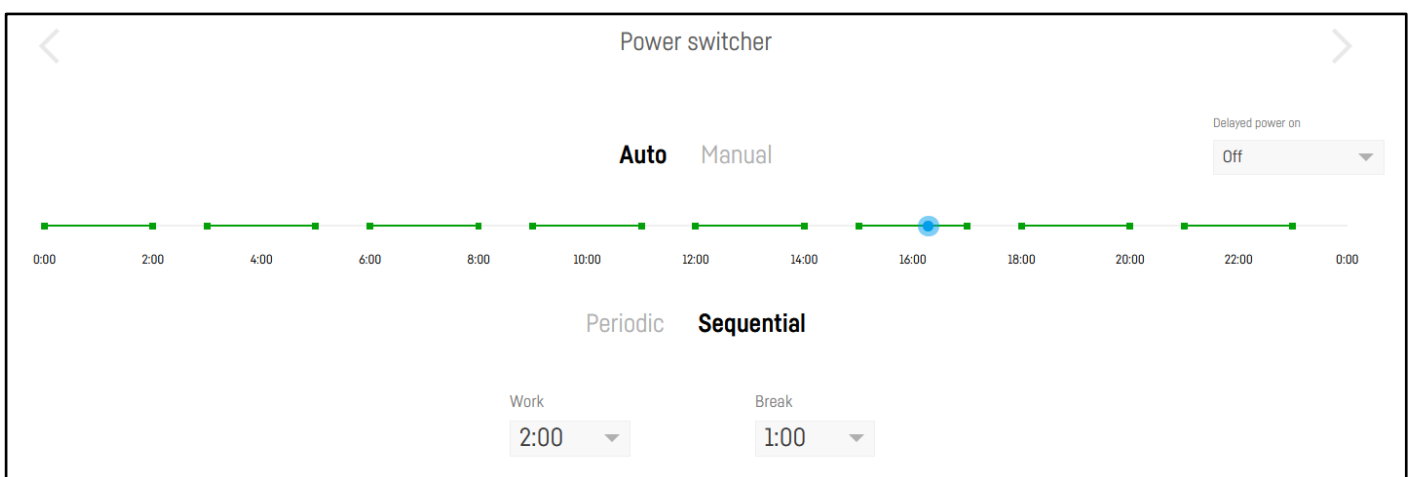 Power switcher
Delayed power on
Auto Manual
Off
0:00 2:00 4:00 6:00 8:00 10:00 12:00 14:00 16:00 18:00 20:00 22:00 0:00
Periodic Sequential
Work Break
2:00 1:00